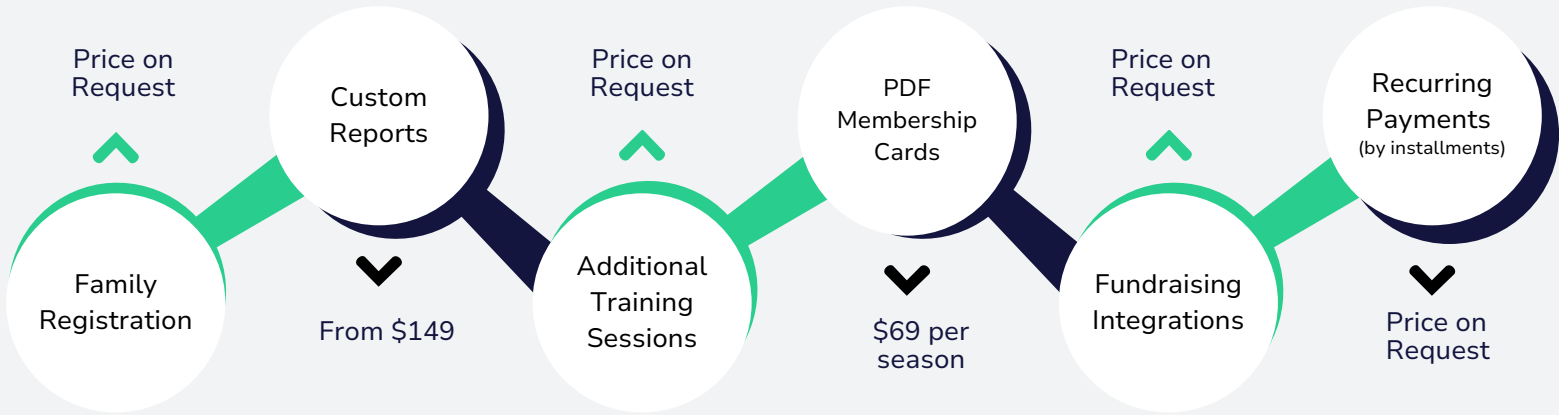 Price on
Request
Family
Registration
Custom
Reports
From $149
Price on
Request
Additional
Training
Sessions
PDF
Membership
Cards
$69 per
season
Price on
Request
Fundraising
Integrations
Recurring
Payments
(by installments)
Price on
Request